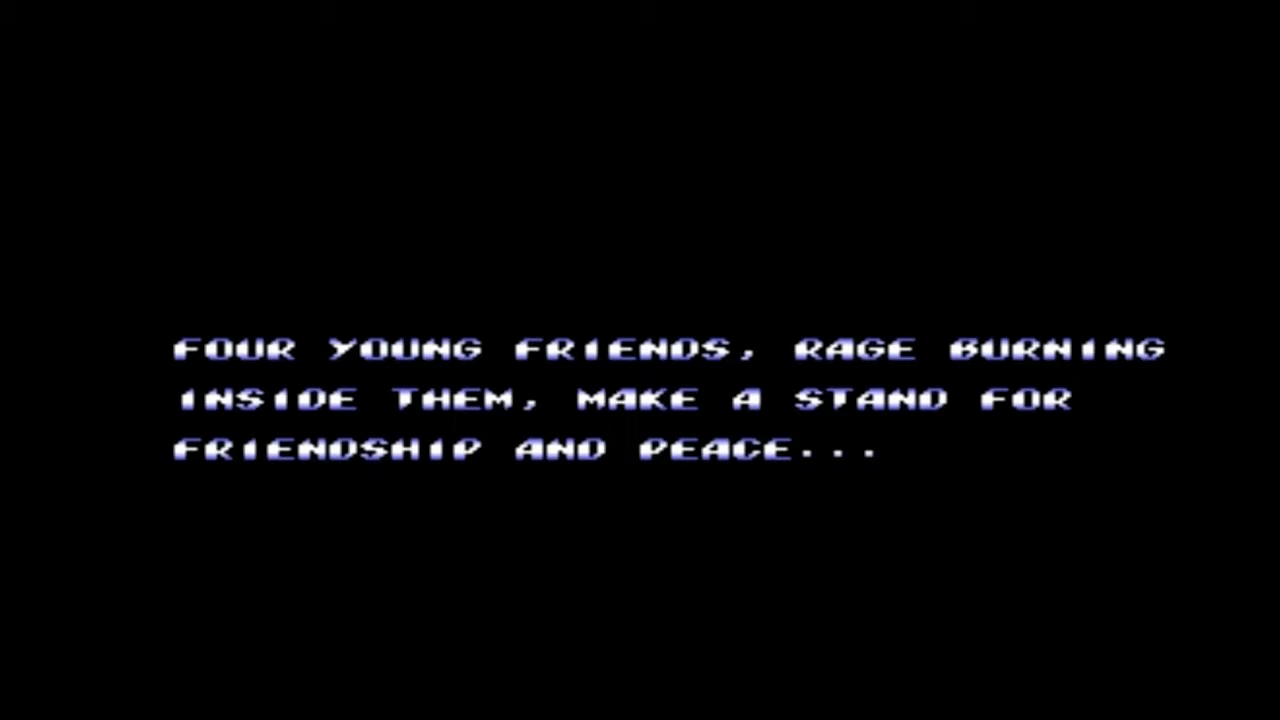 FOUR YOUNG FRIENDS, RAGE BURNING
INSIDE THEM, MAKE A STAND FOR
FRIENDSHIP AND PEACE...